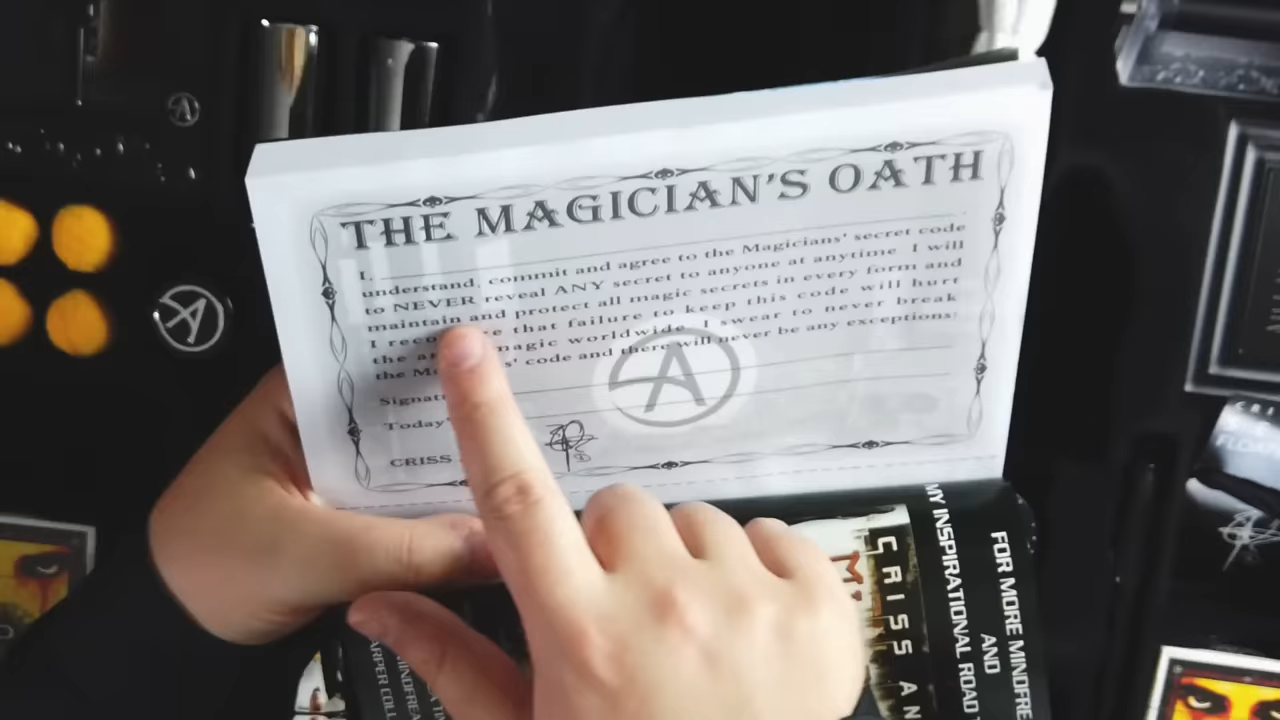 THE MAGICIAN'S OATH
I,
understand, commit and agree to the Magicians' secret code
to NEVER reveal ANY secret to anyone at anytime I will
maintain and protect all magic secrets in every form and
I that failure to keep this code will hurt
the magic worldwide. I swear to never break
the code and there will never be any exceptions.
CRISS
A
CRISS AN
MY INSPIRATIONAL ROAD
FOR MORE MINDFRE
AND